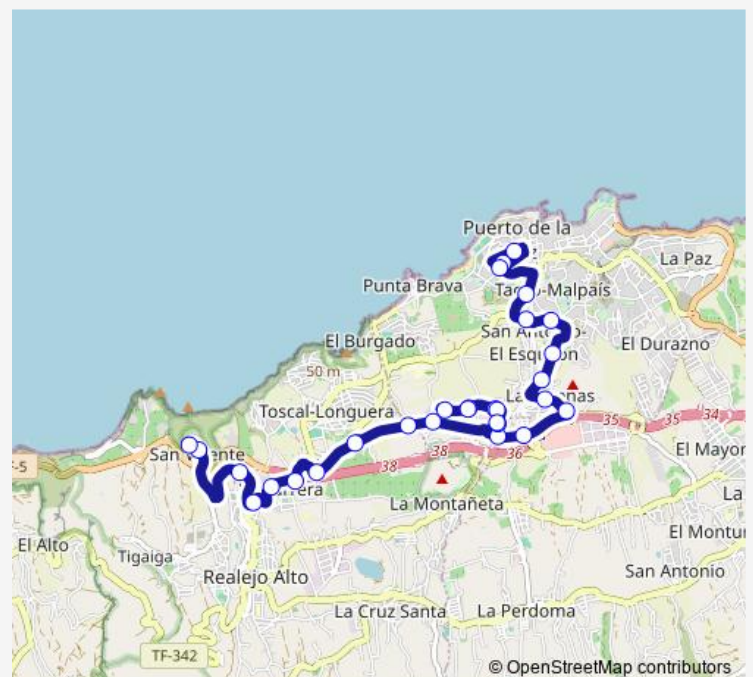 Puerto de la
La Paz
Punta Brava
El Burgado
El Durazno
50 m
Toscal-Longuera
35
35
34
38
38
36
El Mayor
La
La Montañeta
El Montur
El Alto
Tigaiga
San Antonio
Realejo Alto
La Cruz Santa
La Perdoma
TF-342
© OpenStreetMap contributors